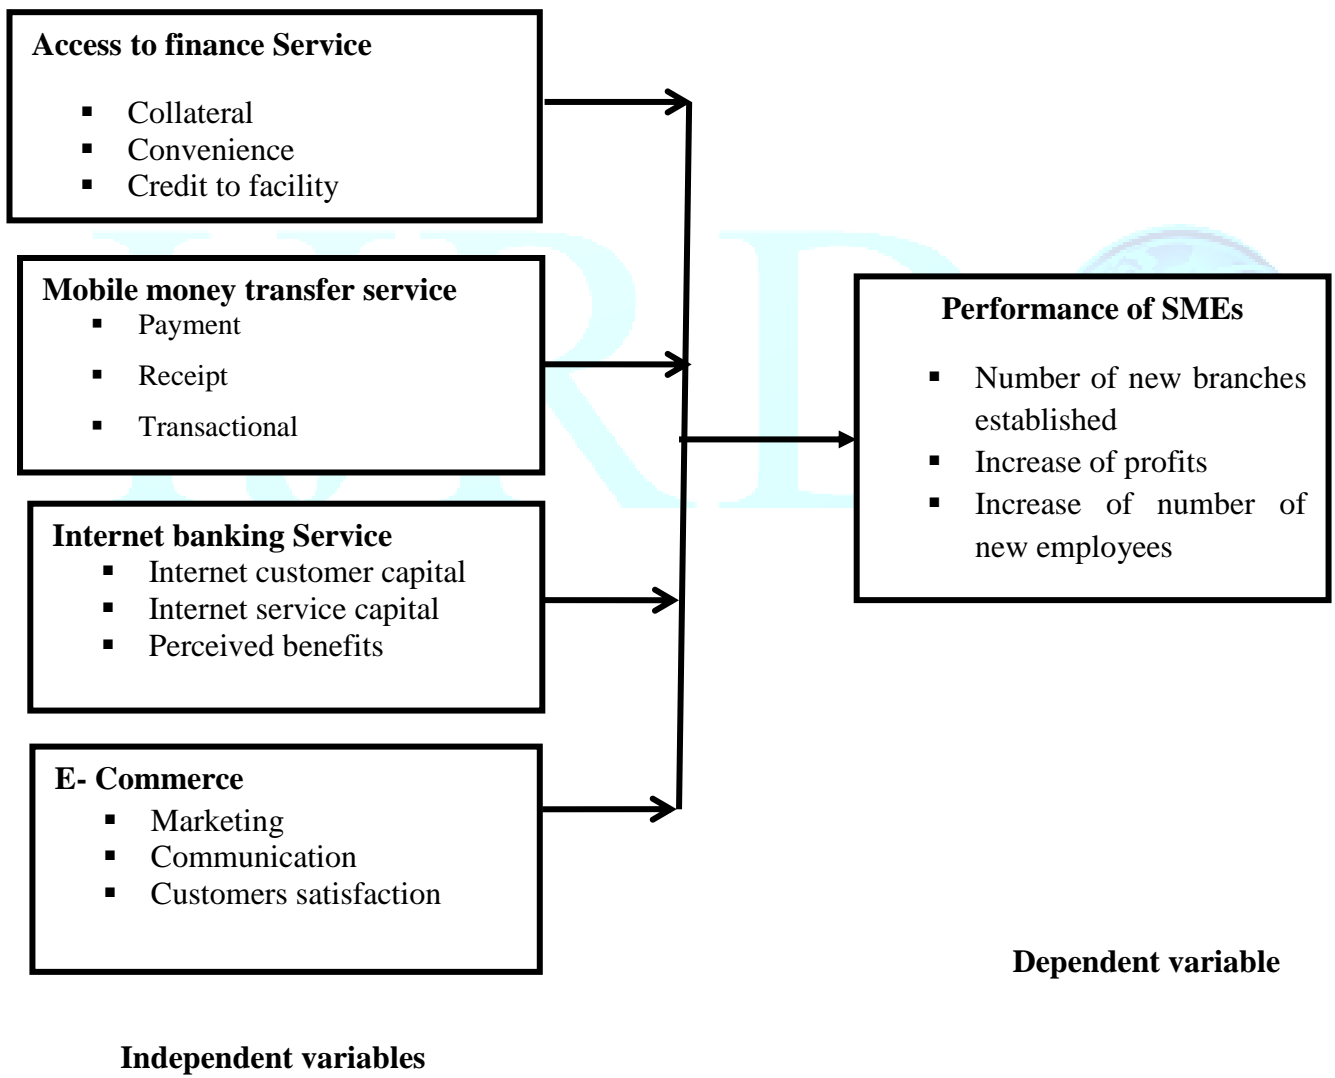 Access to finance Service
▪ Collateral
▪ Convenience
▪ Credit to facility
Mobile money transfer service
▪ Payment
▪ Receipt
▪ Transactional
Internet banking Service
▪ Internet customer capital
▪ Internet service capital
▪ Perceived benefits
E- Commerce
▪ Marketing
▪ Communication
▪ Customers satisfaction
Independent variables
Performance of SMEs
▪ Number of new branches
established
▪ Increase of profits
▪ Increase of number of
new employees
Dependent variable